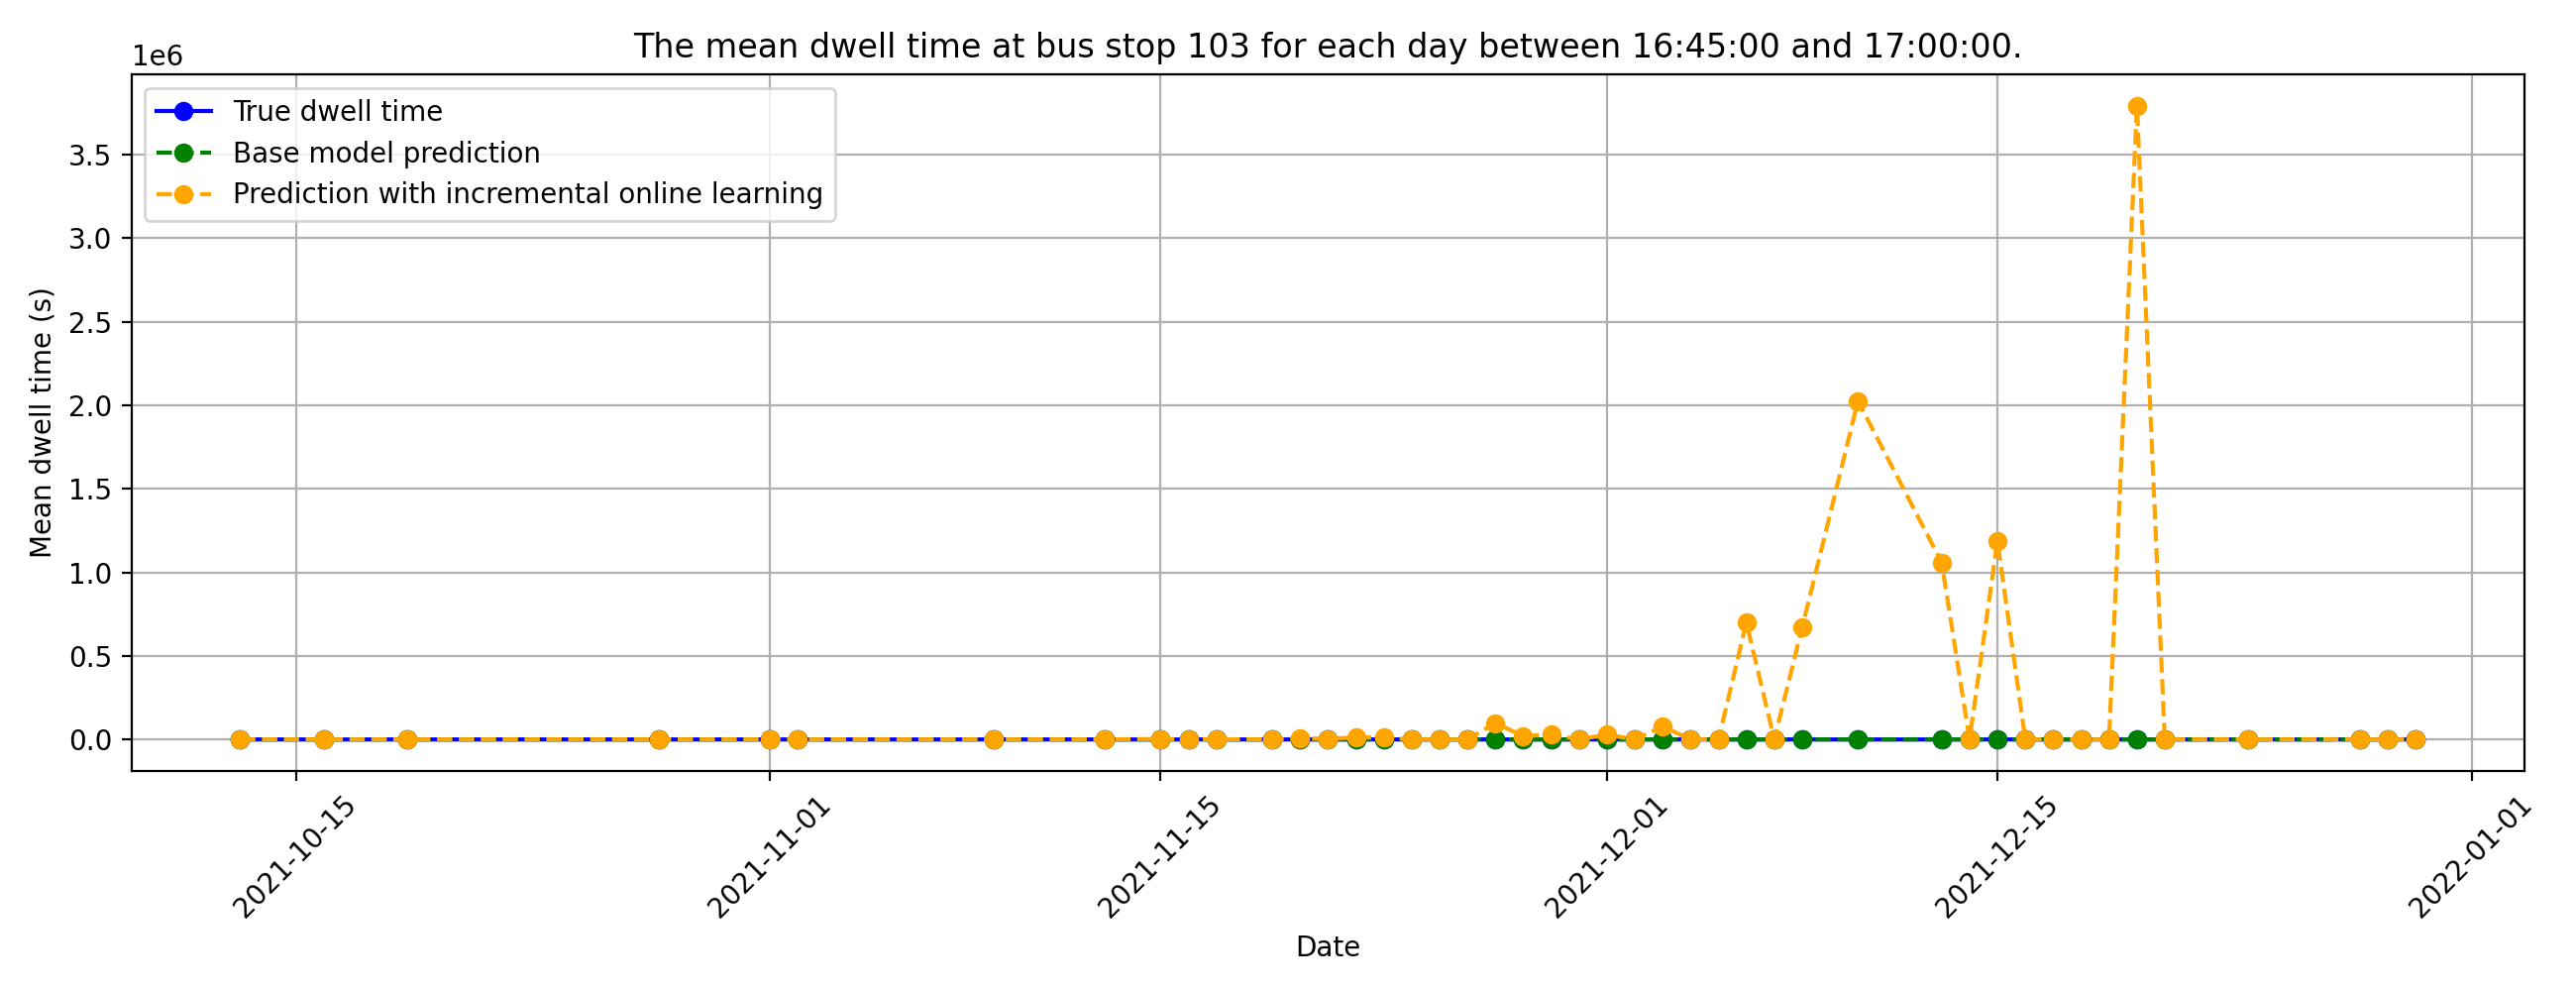 The mean dwell time at bus stop 103 for each day between 16:45:00 and 17:00:00.
1e6
True dwell time
Base model prediction
Prediction with incremental online learning
3.5
3.0
2.5
2.0
1.5
1.0
0.5
0.0
Mean dwell time (s)
2021-10-15
2021-11-01
2021-11-15
2021-12-01
2021-12-15
2022-01-01
Date